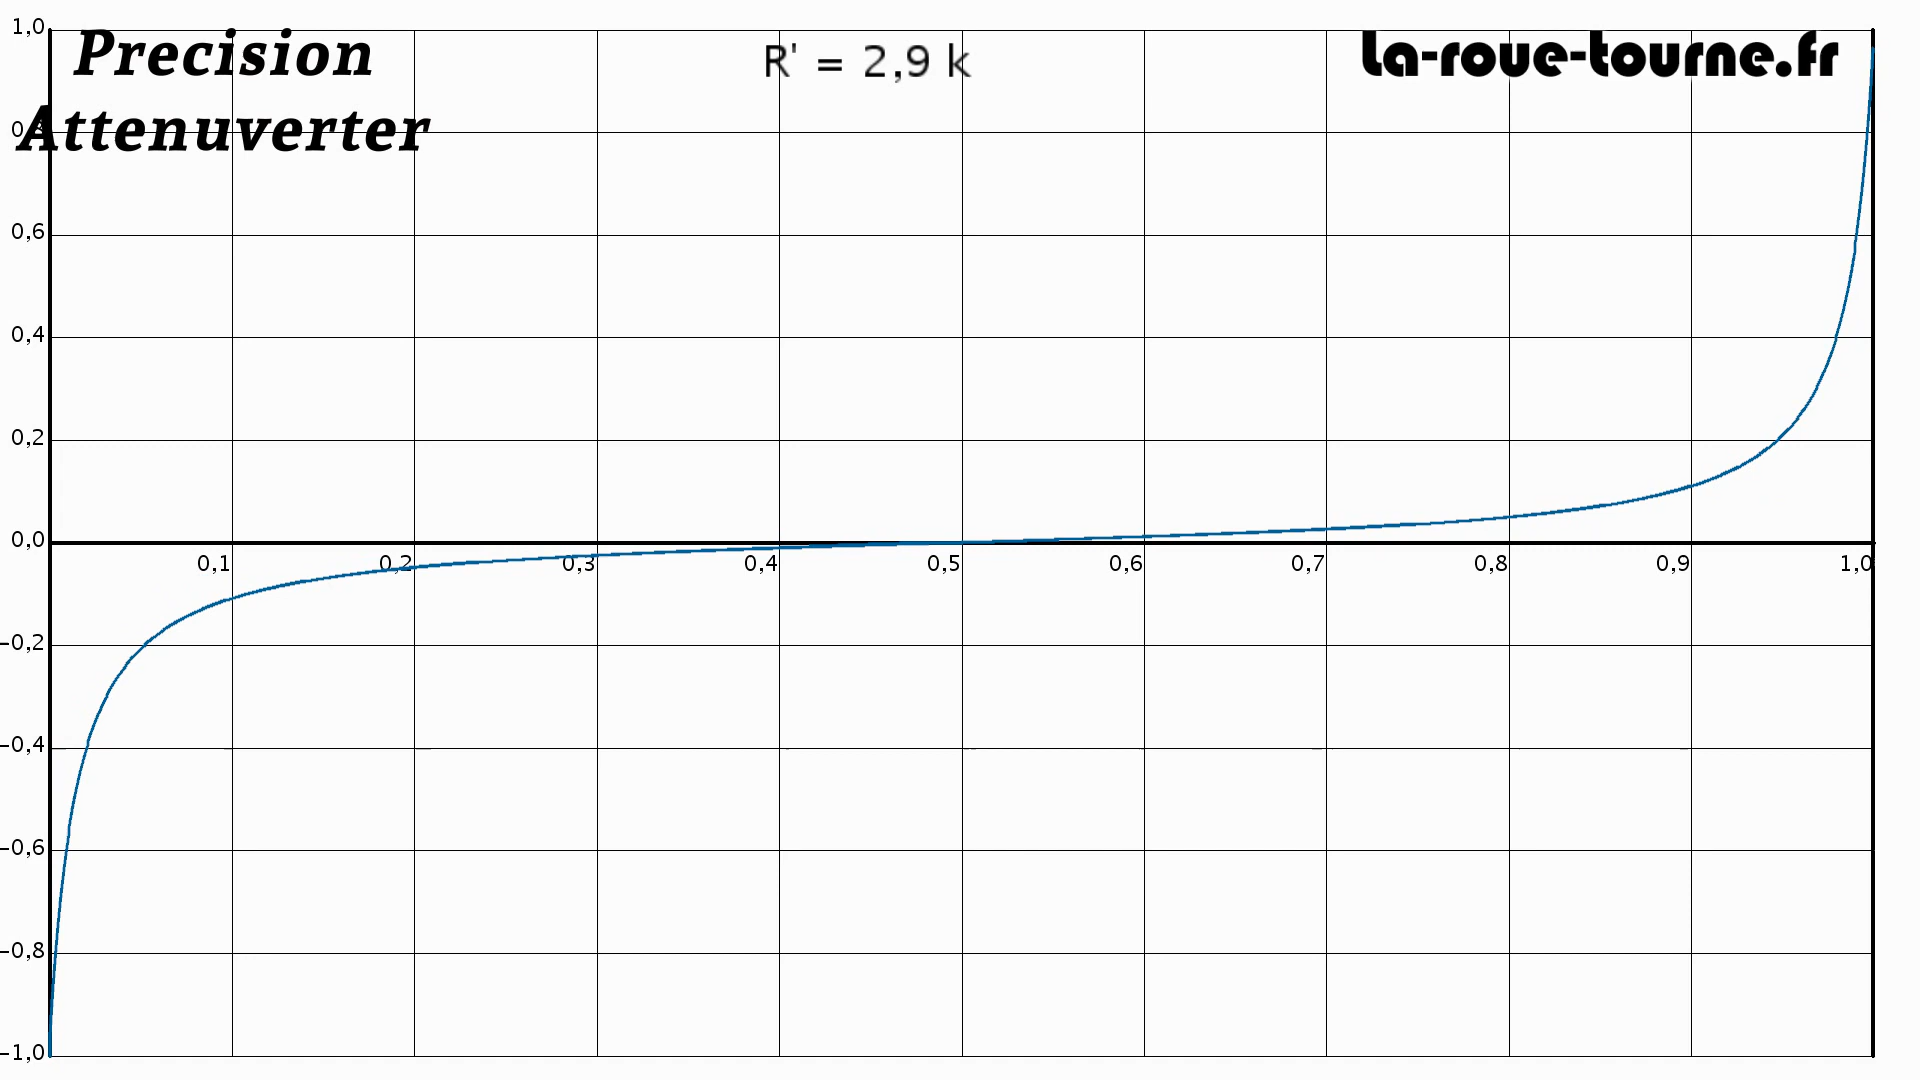 1,0
Precision
R' = 2,9 k
La-roue-tourne.fr
Attenuverter
0,6
0,4
0,2
0,0
0,1 0,2 0,3 0,4 0,5 0,6 0,7 0,8 0,9 1,0
-0,2
-0,4
-0,6
-0,8
-1,0